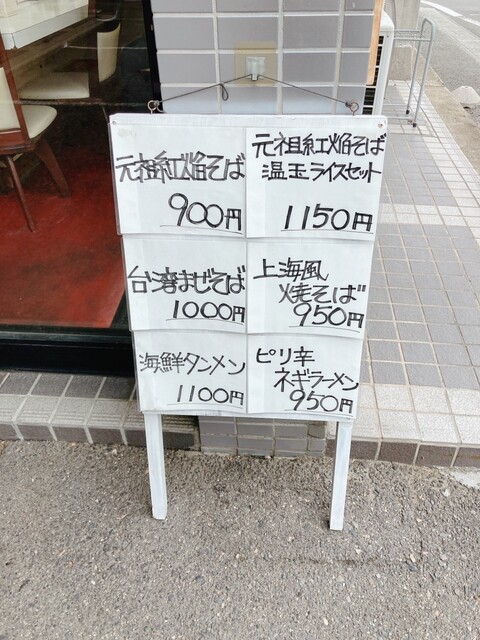 元祖紅焔そば
900円
元祖紅焔そば
温玉ライスセット
1150円
台湾まぜそば
1000円
上海風
焼そば
950円
海鮮タンメン
1100円
ピリ辛
ネギラーメン
950円